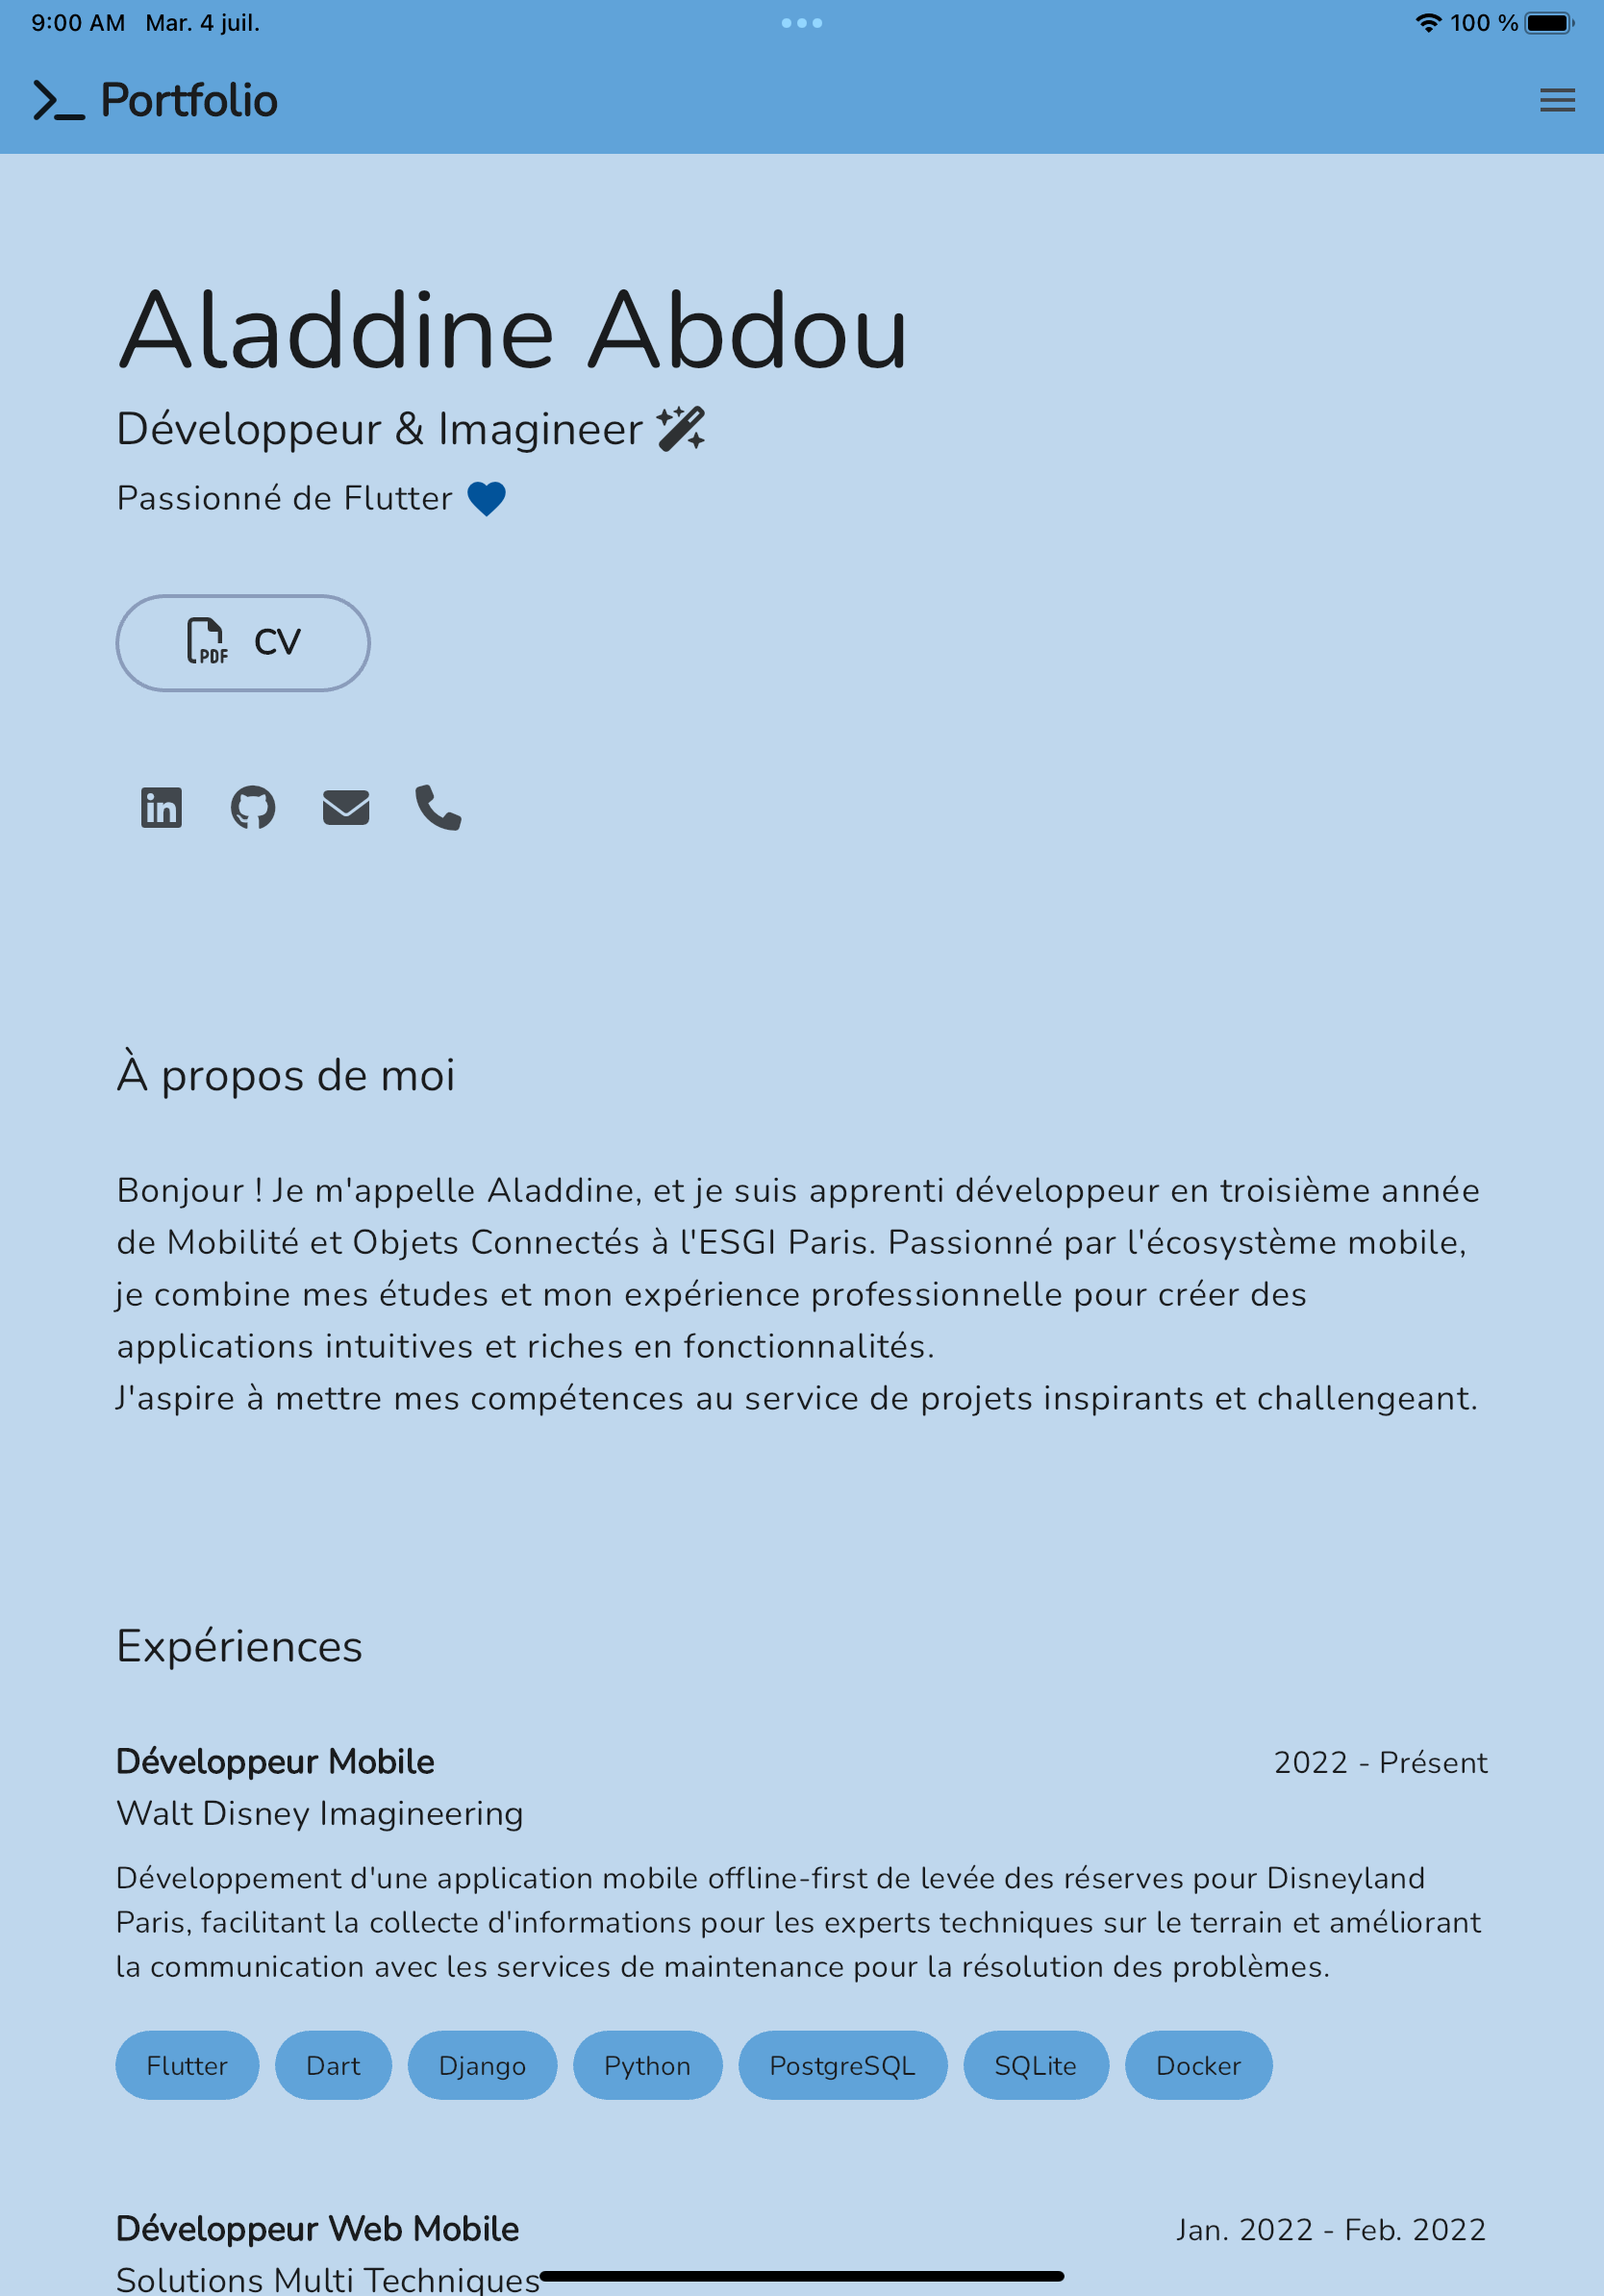 9:00 AM Mar. 4 juil.
100 %
Portfolio
Aladdine Abdou
Développeur & Imagineer
Passionné de Flutter
PDF CV
in
À propos de moi
Bonjour ! Je m'appelle Aladdine, et je suis apprenti développeur en troisième année
de Mobilité et Objets Connectés à l'ESGI Paris. Passionné par l'écosystème mobile,
je combine mes études et mon expérience professionnelle pour créer des
applications intuitives et riches en fonctionnalités.
J'aspire à mettre mes compétences au service de projets inspirants et challengeant.
Expériences
Développeur Mobile 2022 - Présent
Walt Disney Imagineering
Développement d'une application mobile offline-first de levée des réserves pour Disneyland
Paris, facilitant la collecte d'informations pour les experts techniques sur le terrain et améliorant
la communication avec les services de maintenance pour la résolution des problèmes.
Flutter Dart Django Python PostgreSQL SQLite Docker
Développeur Web Mobile Jan. 2022 - Feb. 2022
Solutions Multi Techniques